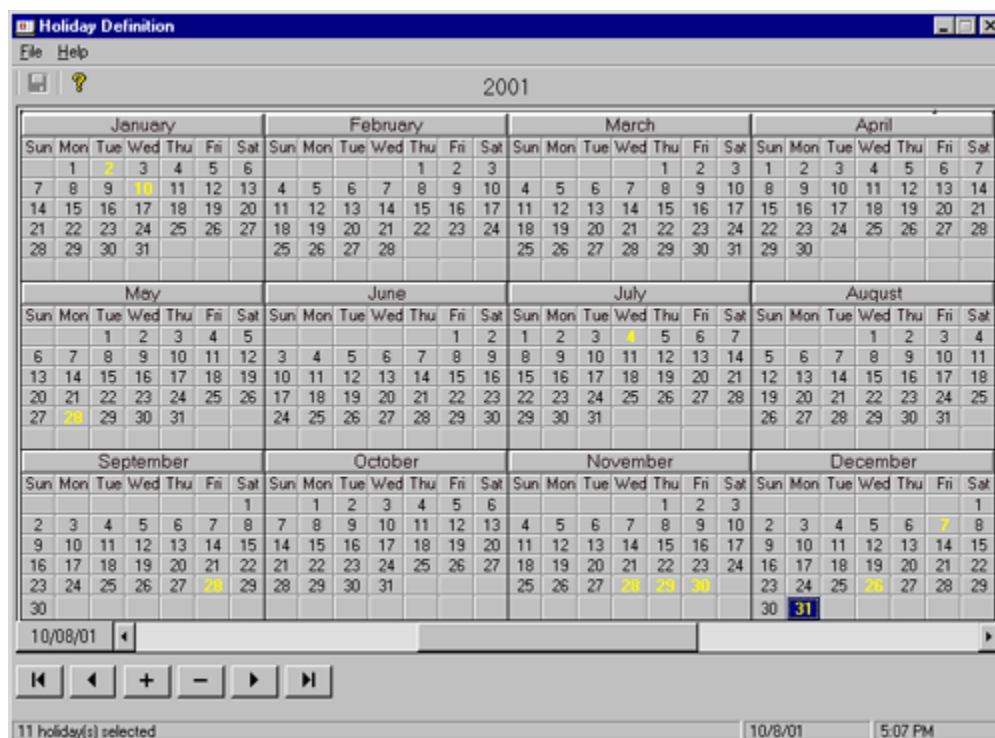 Holiday Definition
File Help
2001
January February March April
Sun Mon Tue Wed Thu Fri Sat Sun Mon Tue Wed Thu Fri Sat Sun Mon Tue Wed Thu Fri Sat Sun Mon Tue Wed Thu Fri Sat
1 2 3 4 5 6 1 2 3 1 2 3 1 2 3 4 5 6 7
7 8 9 10 11 12 13 4 5 6 7 8 9 10 4 5 6 7 8 9 10 8 9 10 11 12 13 14
14 15 16 17 18 19 20 11 12 13 14 15 16 17 11 12 13 14 15 16 17 15 16 17 18 19 20 21
21 22 23 24 25 26 27 18 19 20 21 22 23 24 18 19 20 21 22 23 24 22 23 24 25 26 27 28
28 29 30 31 25 26 27 28 25 26 27 28 29 30 31 29 30
May June July August
Sun Mon Tue Wed Thu Fri Sat Sun Mon Tue Wed Thu Fri Sat Sun Mon Tue Wed Thu Fri Sat Sun Mon Tue Wed Thu Fri Sat
1 2 3 4 5 1 2 1 2 3 4 5 6 7 1 2 3 4
6 7 8 9 10 11 12 3 4 5 6 7 8 9 8 9 10 11 12 13 14 5 6 7 8 9 10 11
13 14 15 16 17 18 19 10 11 12 13 14 15 16 15 16 17 18 19 20 21 12 13 14 15 16 17 18
20 21 22 23 24 25 26 17 18 19 20 21 22 23 22 23 24 25 26 27 28 19 20 21 22 23 24 25
27 28 29 30 31 24 25 26 27 28 29 30 29 30 31 26 27 28 29 30 31
September October November December
Sun Mon Tue Wed Thu Fri Sat Sun Mon Tue Wed Thu Fri Sat Sun Mon Tue Wed Thu Fri Sat Sun Mon Tue Wed Thu Fri Sat
1 1 2 3 4 5 6 1 2 3 1
2 3 4 5 6 7 8 7 8 9 10 11 12 13 4 5 6 7 8 9 10 2 3 4 5 6 7 8
9 10 11 12 13 14 15 14 15 16 17 18 19 20 11 12 13 14 15 16 17 9 10 11 12 13 14 15
16 17 18 19 20 21 22 21 22 23 24 25 26 27 18 19 20 21 22 23 24 16 17 18 19 20 21 22
23 24 25 26 27 28 29 28 29 30 31 25 26 27 28 29 30 23 24 25 26 27 28 29
30 30 31
10/08/01
11 holiday(s) selected 10/8/01 5:07 PM